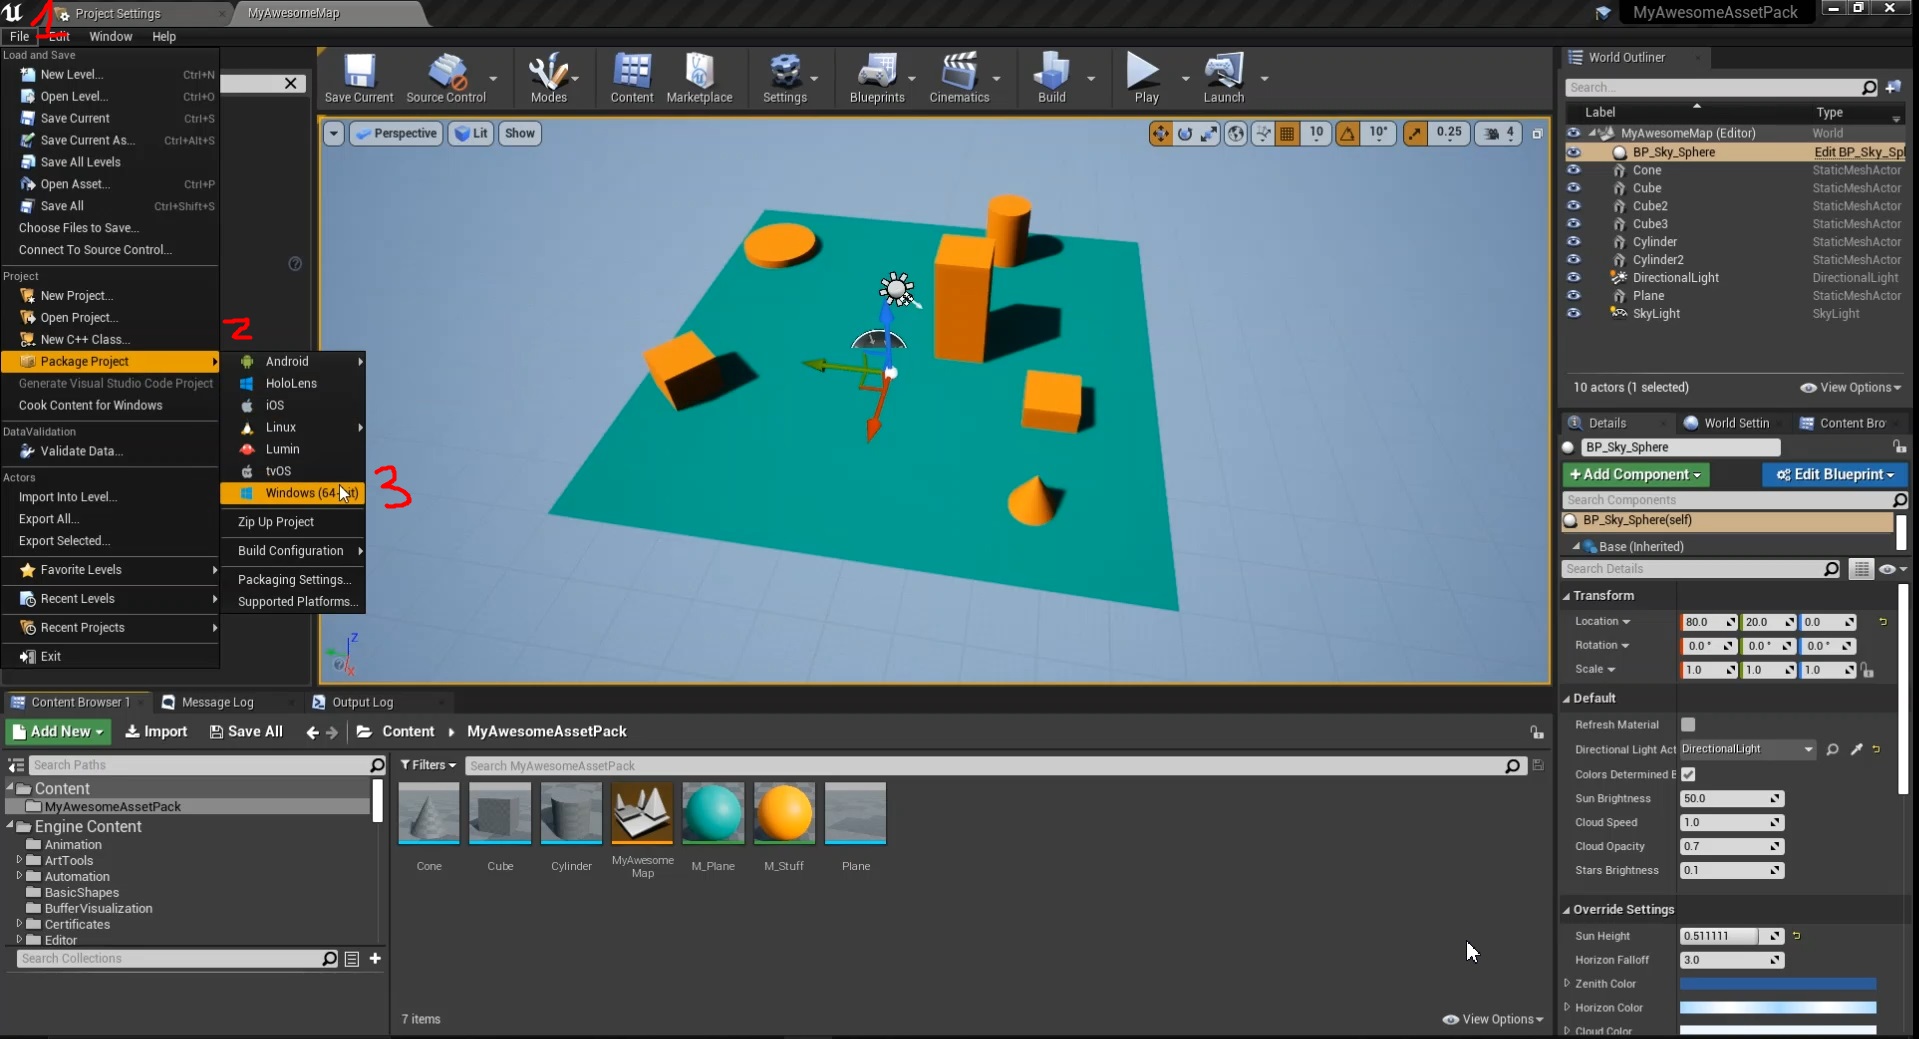 1
Project Settings
MyAwesomeMap
MyAwesomeAssetPack
File Edit Window Help
Load and Save
New Level... Ctrl+N
Open Level... Ctrl+O
Save Current Ctrl+S
Save Current As... Ctrl+Alt+S
Save All Levels
Open Asset... Ctrl+P
Save All Ctrl+Shift+S
Choose Files to Save...
Connect To Source Control...
Project
New Project...
Open Project...
New C++ Class...
2
Package Project
Generate Visual Studio Code Project
Cook Content for Windows
DataValidation
Validate Data...
Actors
Import Into Level...
Export All...
Export Selected...
Favorite Levels
Recent Levels
Recent Projects
Exit
Android
HoloLens
iOS
Linux
Lumin
tvOS
Windows (64-bit)
3
Zip Up Project
Build Configuration
Packaging Settings...
Supported Platforms...
Save Current Source Control Modes Content Marketplace Settings Blueprints Cinematics Build Play Launch
Perspective Lit Show
10 10° 0.25 4
Z
X
World Outliner
Search...
Label Type
MyAwesomeMap (Editor) World
BP_Sky_Sphere Edit BP_Sky_Spl
Cone StaticMeshActor
Cube StaticMeshActor
Cube2 StaticMeshActor
Cube3 StaticMeshActor
Cylinder StaticMeshActor
Cylinder2 StaticMeshActor
DirectionalLight DirectionalLight
Plane StaticMeshActor
SkyLight SkyLight
10 actors (1 selected) View Options
Details World Settin Content Bro
BP_Sky_Sphere
+Add Component Edit Blueprint
Search Components
BP_Sky_Sphere(self)
Base (Inherited)
Search Details
Transform
Location 80.0 20.0 0.0
Rotation 0.0° 0.0° 0.0°
Scale 1.0 1.0 1.0
Default
Refresh Material
Directional Light Act DirectionalLight
Colors Determined B
Sun Brightness 50.0
Cloud Speed 1.0
Cloud Opacity 0.7
Stars Brightness 0.1
Override Settings
Sun Height 0.511111
Horizon Falloff 3.0
Zenith Color
Horizon Color
Cloud Color
Content Browser 1 Message Log Output Log
Add New Import Save All Content MyAwesomeAssetPack
Search Paths
Content
MyAwesomeAssetPack
Engine Content
Animation
ArtTools
Automation
BasicShapes
BufferVisualization
Certificates
Editor
Search Collections
Filters Search MyAwesomeAssetPack
Cone Cube Cylinder MyAwesome M_Plane M_Stuff Plane
Map
7 items View Options